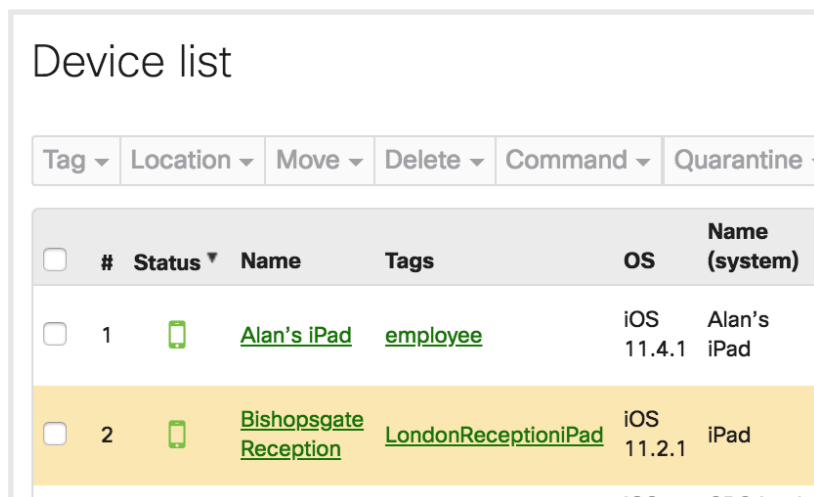 Device list
Tag Location Move Delete Command Quarantine
# Status Name Tags OS Name (system)
1 Alan's iPad employee iOS 11.4.1 Alan's iPad
2 Bishopsgate Reception LondonReceptioniPad iOS 11.2.1 iPad